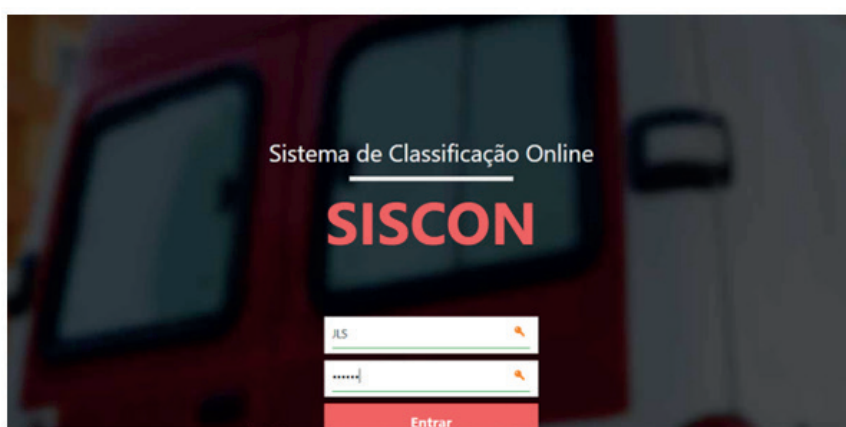 Sistema de Classificação Online
SISCON
JLS
••••••
Entrar